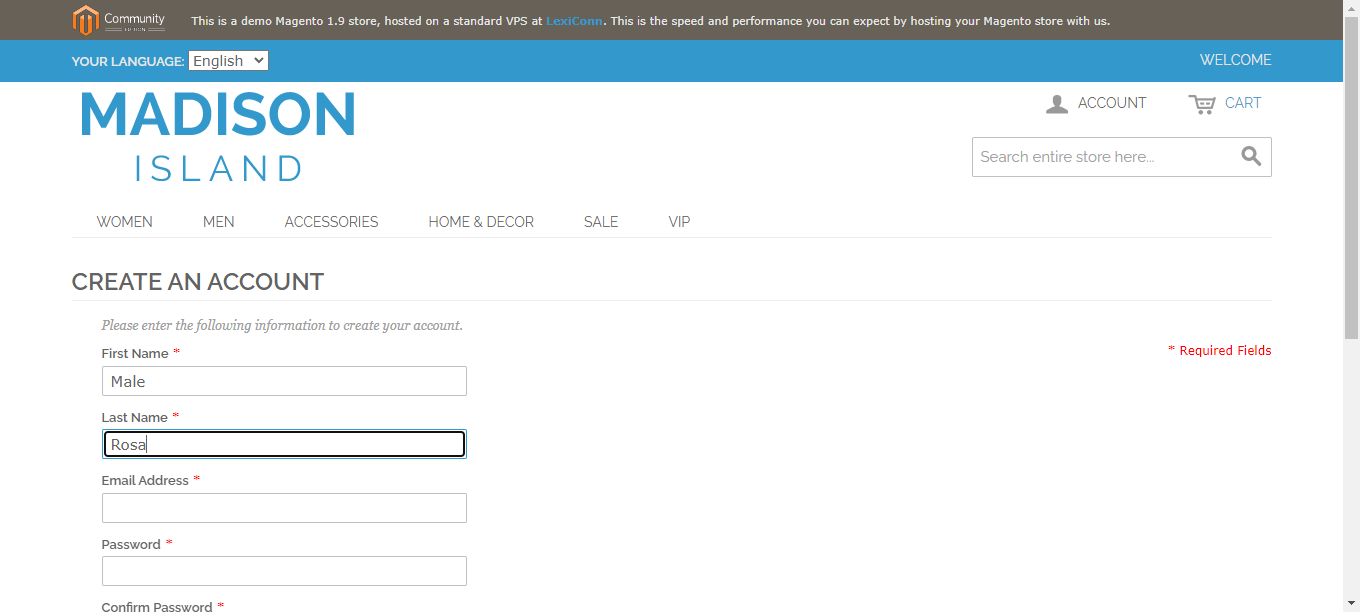 Community
EDITION
This is a demo Magento 1.9 store, hosted on a standard VPS at LexiConn. This is the speed and performance you can expect by hosting your Magento store with us.
YOUR LANGUAGE: English
WELCOME
MADISON
ISLAND
ACCOUNT
CART
Search entire store here...
WOMEN MEN ACCESSORIES HOME & DECOR SALE VIP
CREATE AN ACCOUNT
Please enter the following information to create your account.
* Required Fields
First Name *
Male
Last Name *
Rosa
Email Address *
Password *
Confirm Password *